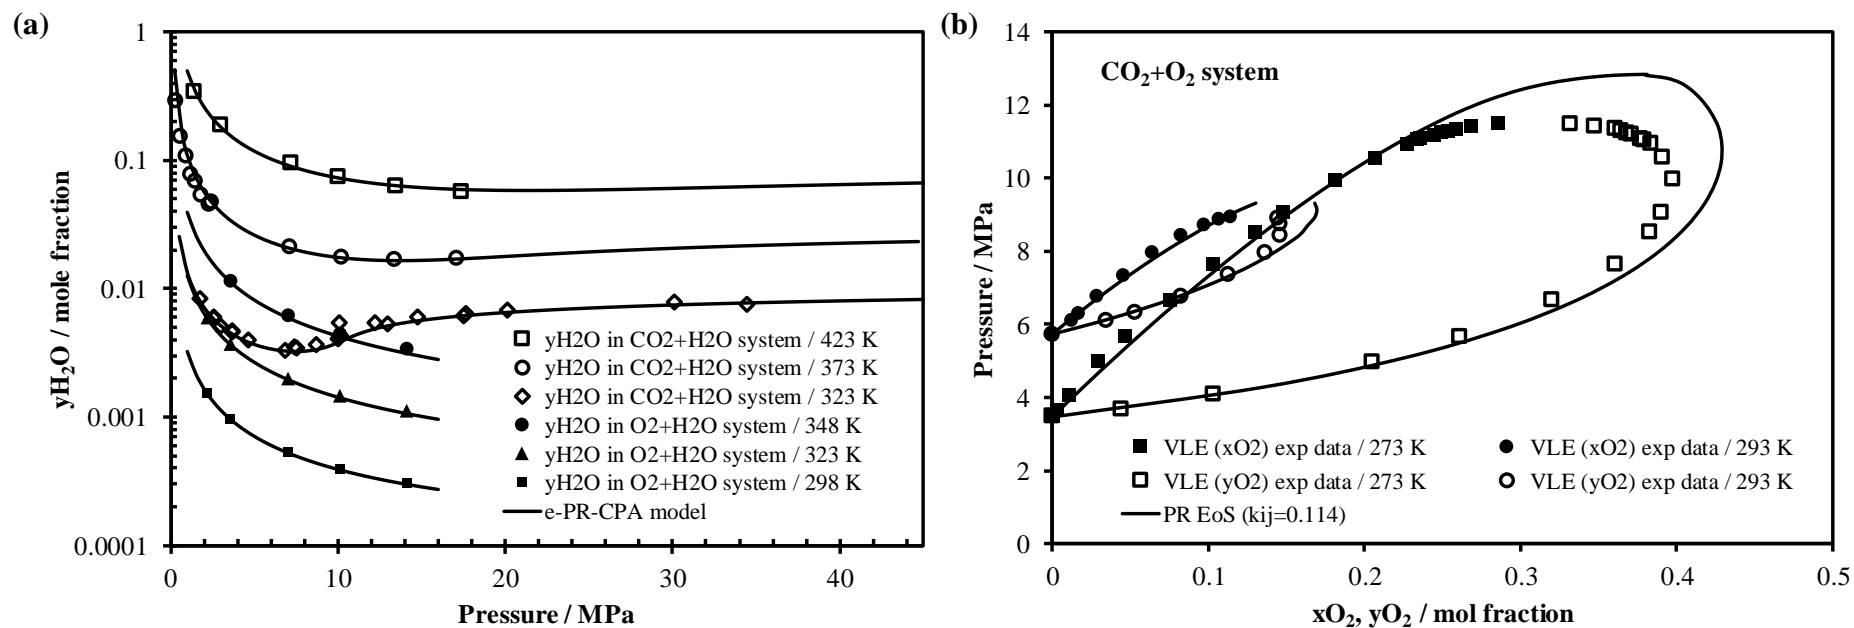 (a)
1
0.1
0.01
0.001
0.0001
yH2O / mole fraction
0 10 20 30 40
Pressure / MPa
yH2O in CO2+H2O system / 423 K
yH2O in CO2+H2O system / 373 K
yH2O in CO2+H2O system / 323 K
yH2O in O2+H2O system / 348 K
yH2O in O2+H2O system / 323 K
yH2O in O2+H2O system / 298 K
e-PR-CPA model
(b)
14
12
10
8
6
4
2
0
Pressure / MPa
CO2+O2 system
VLE (xO2) exp data / 273 K VLE (xO2) exp data / 293 K
VLE (yO2) exp data / 273 K VLE (yO2) exp data / 293 K
PR EoS (kij=0.114)
0 0.1 0.2 0.3 0.4 0.5
xO2, yO2 / mol fraction